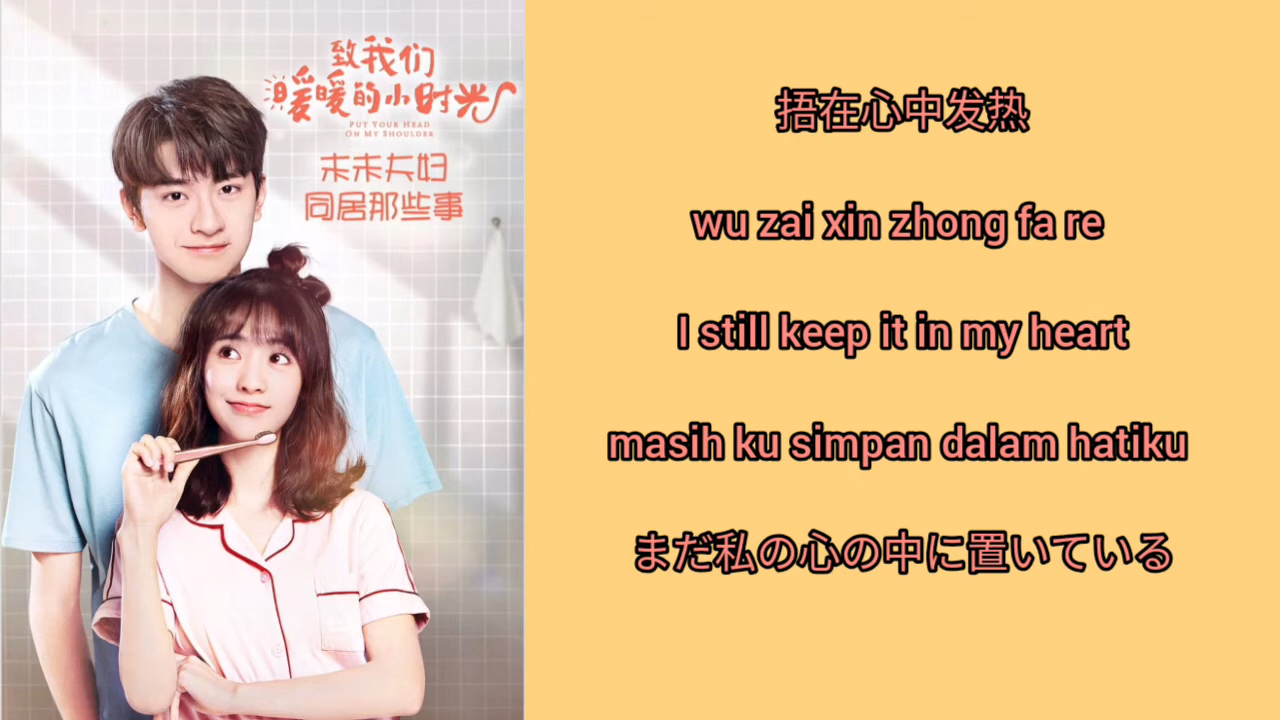 致我们
暖暖的小时光
PUT YOUR HEAD
ON MY SHOULDER
未未夫妇
同居那些事
捂在心中发热
wu zai xin zhong fa re
I still keep it in my heart
masih ku simpan dalam hatiku
まだ私の心の中に置いている